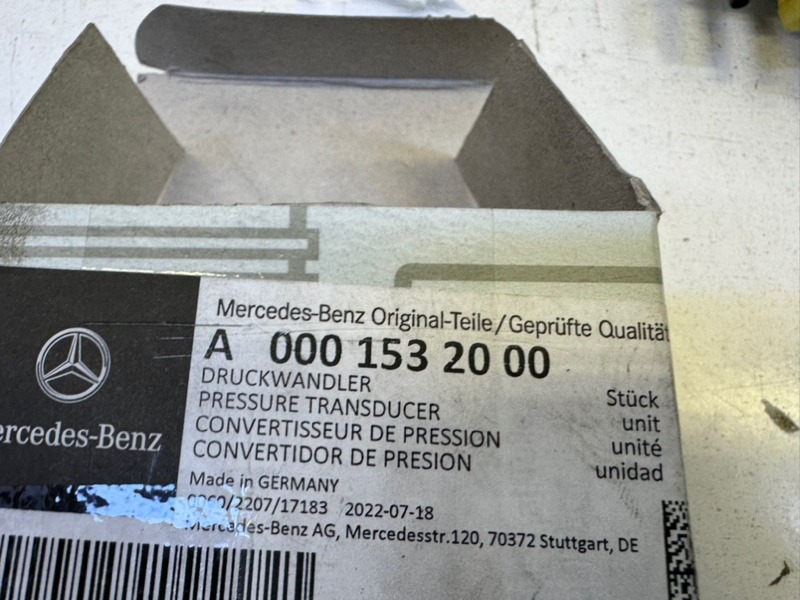 Mercedes-Benz Original-Teile/Geprüfte Qualität
A 000 153 20 00
DRUCKWANDLER
PRESSURE TRANSDUCER
CONVERTISSEUR DE PRESSION
CONVERTIDOR DE PRESION
Stück
unit
unité
unidad
ercedes-Benz
Made in GERMANY
/2207/17183 2022-07-18
Mercedes-Benz AG, Mercedesstr.120, 70372 Stuttgart, DE